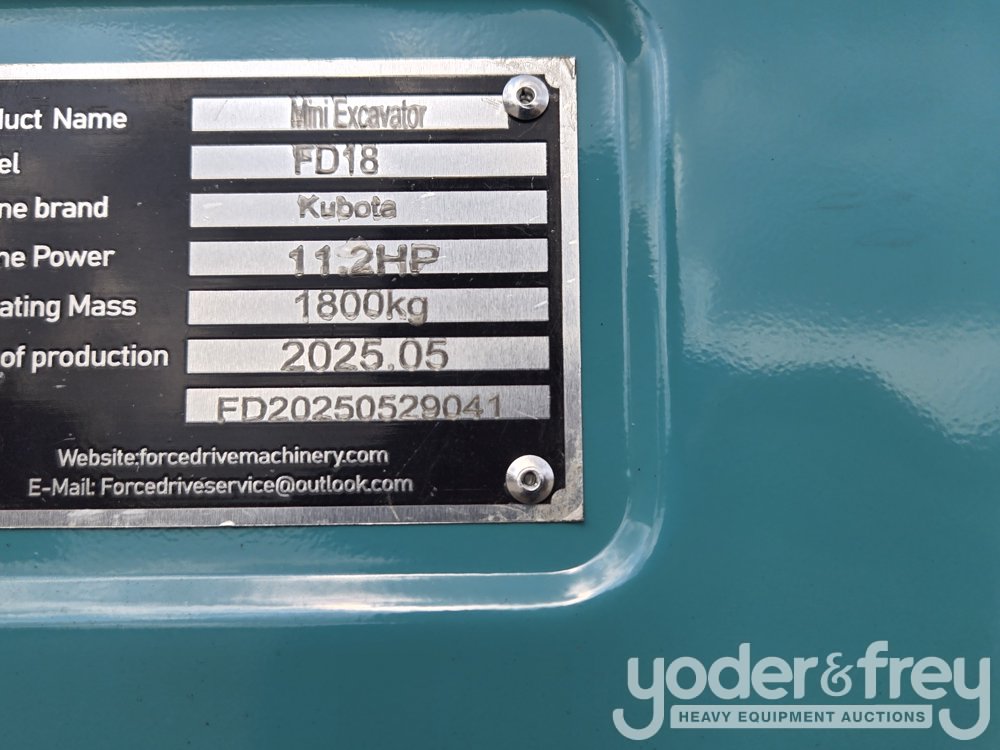 duct Name Mini Excavator
el FD18
ne brand Kubota
ne Power 11.2HP
ating Mass 1800kg
of production 2025.05
FD20250529041
Website:forcedrivemachinery.com
E-Mail: Forcedriveservice@outlook.com
yoder&frey
HEAVY EQUIPMENT AUCTIONS